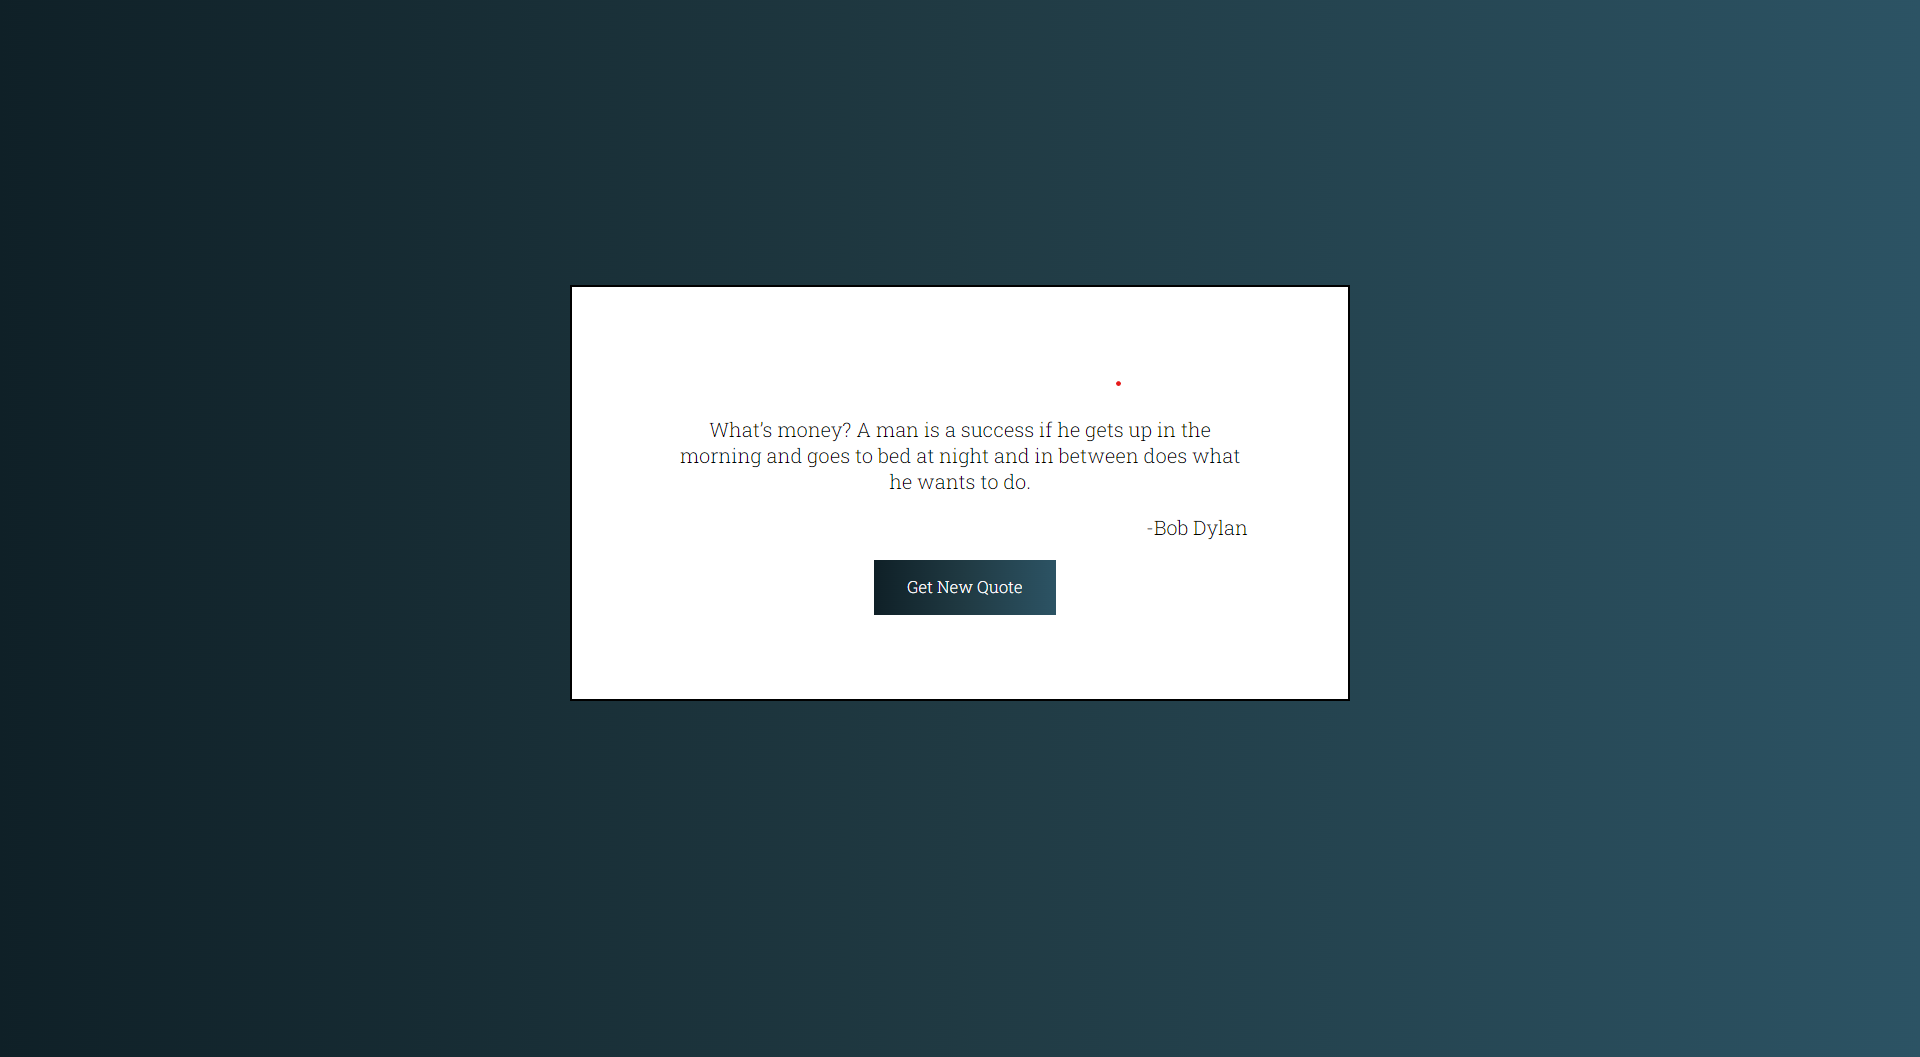 What's money? A man is a success if he gets up in the
morning and goes to bed at night and in between does what
he wants to do.
-Bob Dylan
Get New Quote